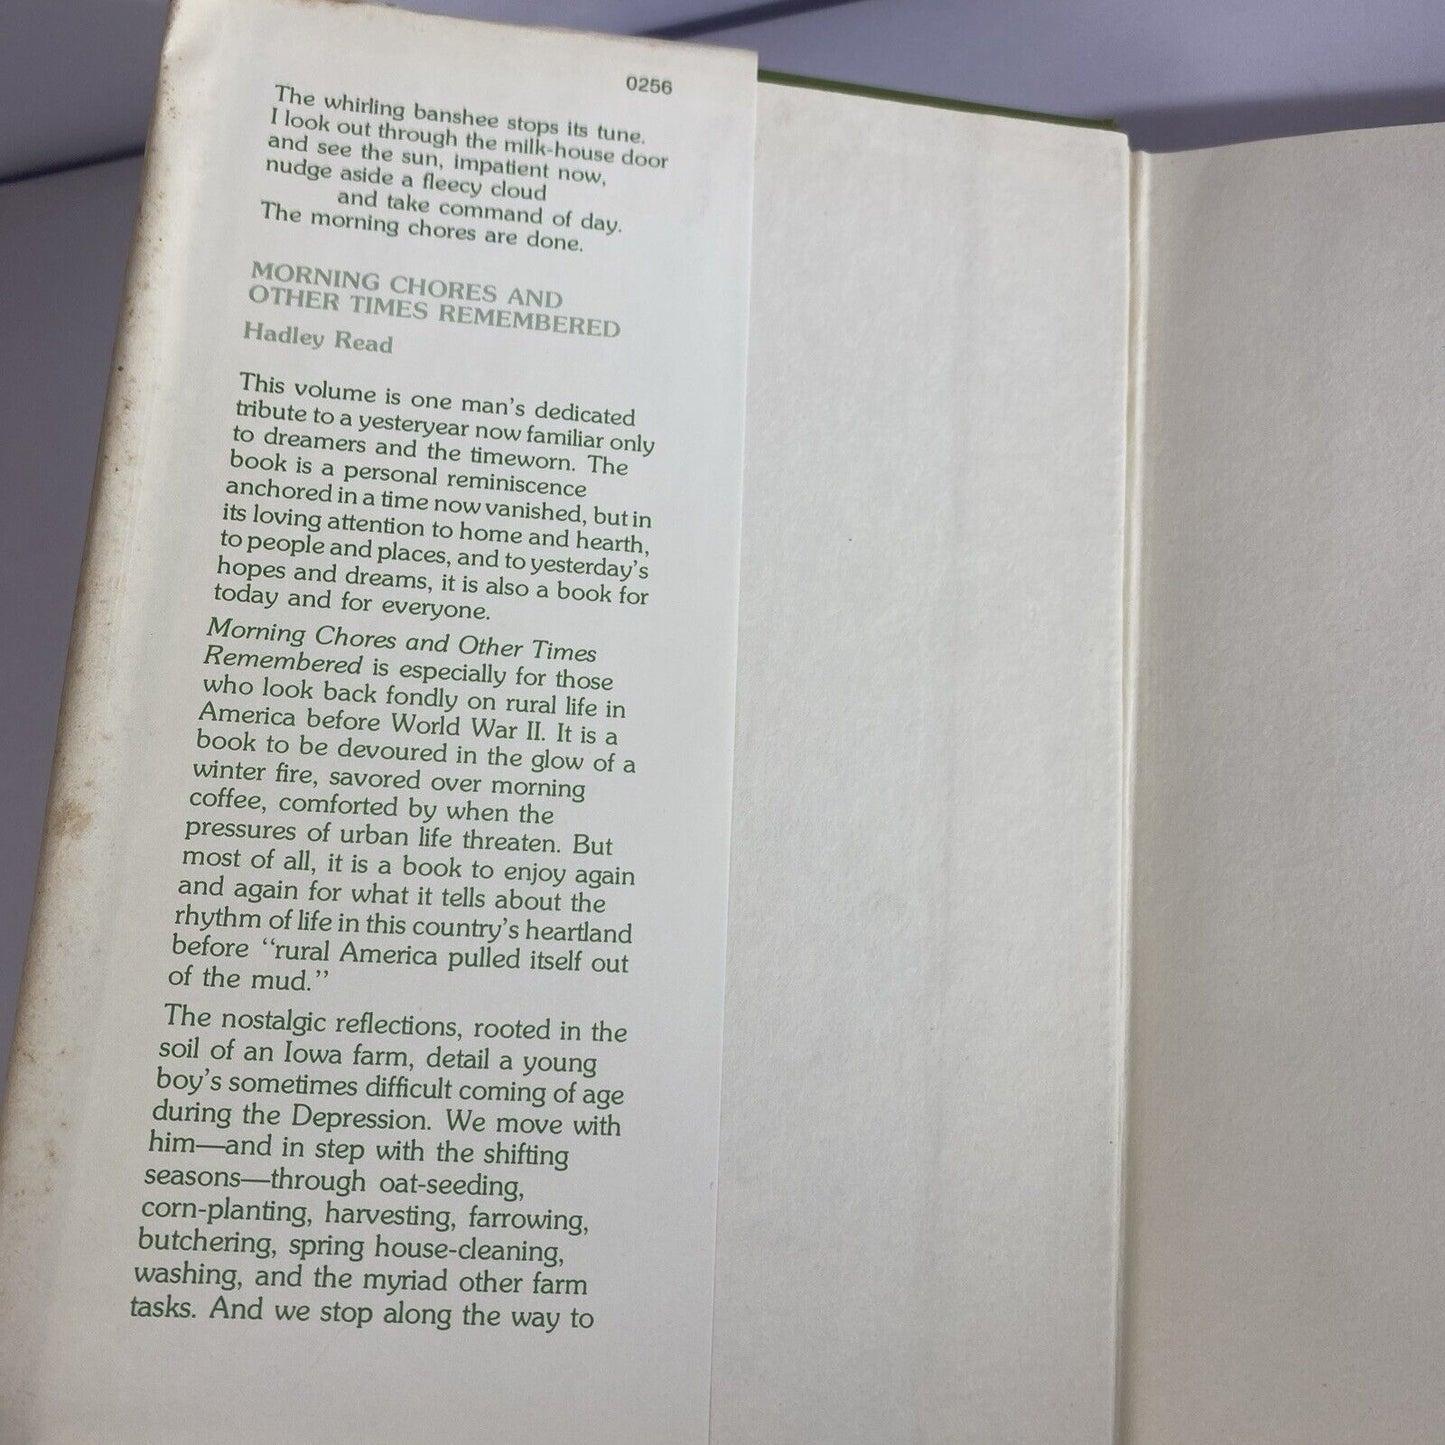 0256
The whirling banshee stops its tune.
I look out through the milk-house door
and see the sun, impatient now,
nudge aside a fleecy cloud
and take command of day.
The morning chores are done.
MORNING CHORES AND
OTHER TIMES REMEMBERED
Hadley Read
This volume is one man's dedicated
tribute to a yesteryear now familiar only
to dreamers and the timeworn. The
book is a personal reminiscence
anchored in a time now vanished, but in
its loving attention to home and hearth,
to people and places, and to yesterday's
hopes and dreams, it is also a book for
today and for everyone.
Morning Chores and Other Times
Remembered is especially for those
who look back fondly on rural life in
America before World War II. It is a
book to be devoured in the glow of a
winter fire, savored over morning
coffee, comforted by when the
pressures of urban life threaten. But
most of all, it is a book to enjoy again
and again for what it tells about the
rhythm of life in this country's heartland
before “rural America pulled itself out
of the mud.”
The nostalgic reflections, rooted in the
soil of an Iowa farm, detail a young
boy's sometimes difficult coming of age
during the Depression. We move with
him—and in step with the shifting
seasons—through oat-seeding,
corn-planting, harvesting, farrowing,
butchering, spring house-cleaning,
washing, and the myriad other farm
tasks. And we stop along the way to